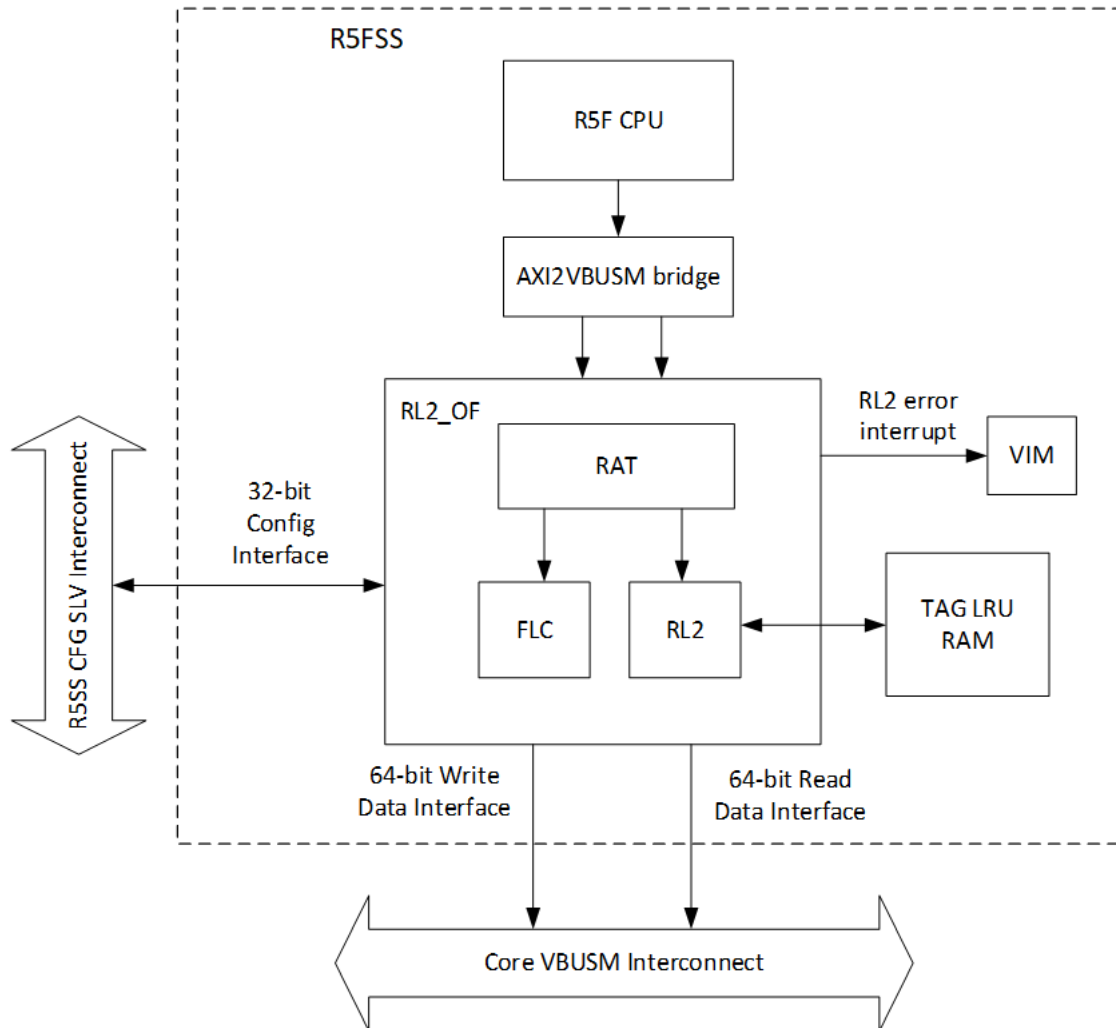 R5FSS
R5F CPU
AXI2VBUSM bridge
RL2_OF
RAT
RL2 error
interrupt
VIM
R5SS CFG SLV Interconnect
32-bit
Config
Interface
FLC
RL2
TAG LRU
RAM
64-bit Write
Data Interface
64-bit Read
Data Interface
Core VBUSM Interconnect